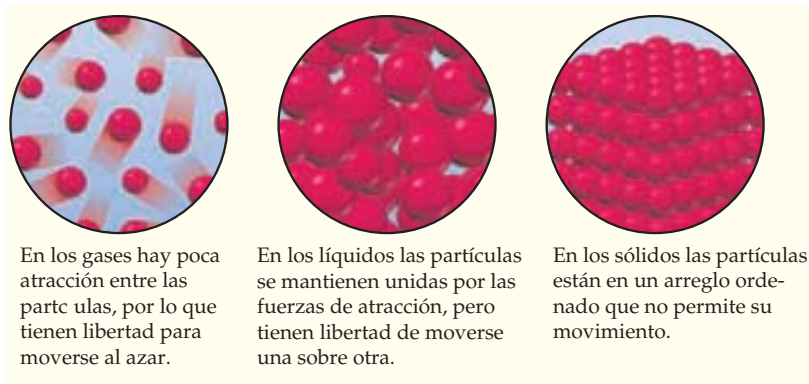 En los gases hay poca
atracción entre las
partc ulas, por lo que
tienen libertad para
moverse al azar.
En los líquidos las partículas
se mantienen unidas por las
fuerzas de atracción, pero
tienen libertad de moverse
una sobre otra.
En los sólidos las partículas
están en un arreglo orde-
nado que no permite su
movimiento.